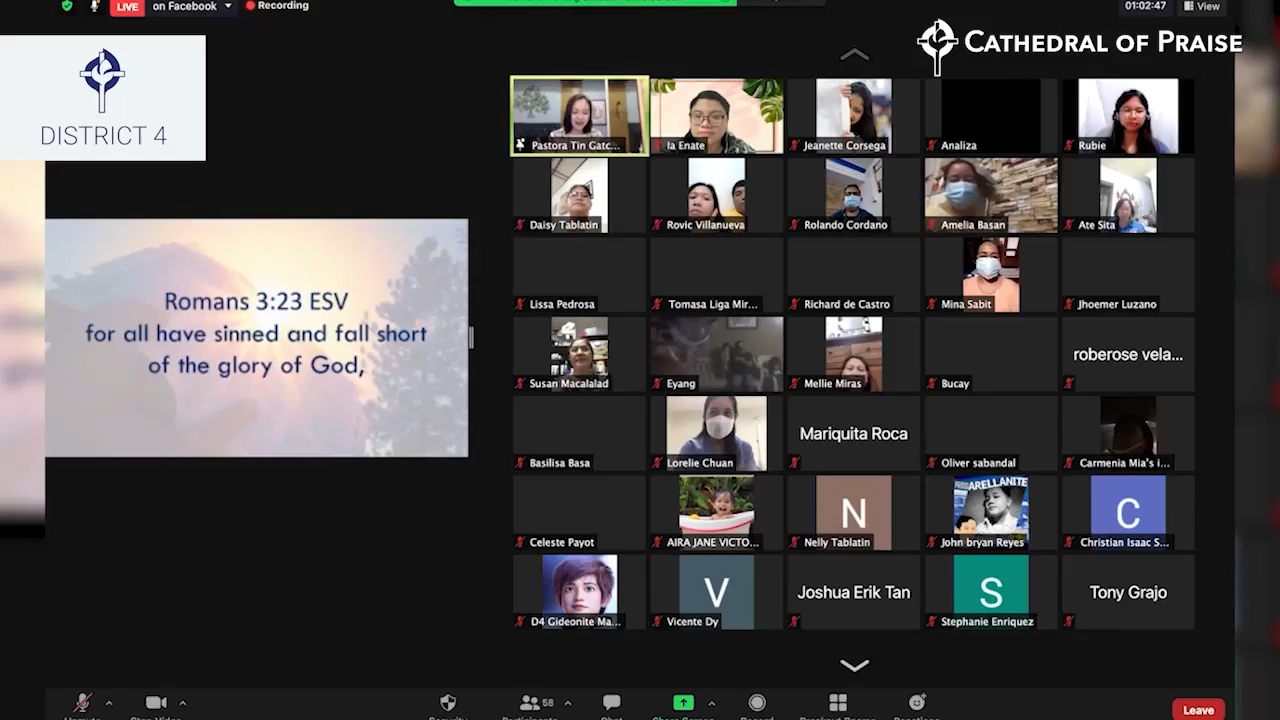 LIVE on Facebook
Recording
01:02:47
View
CATHEDRAL OF PRAISE
DISTRICT 4
Romans 3:23 ESV
for all have sinned and fall short
of the glory of God,
Pastora Tin Gatc...
Ia Enate
Jeanette Corsega
Analiza
Rubie
Daisy Tablatin
Rovic Villanueva
Rolando Cordano
Amelia Basan
Ate Sita
Lissa Pedrosa
Tomasa Liga Mir...
Richard de Castro
Mina Sabit
Jhoemer Luzano
Susan Macalalad
Eyang
Mellie Miras
Bucay
roberose vela...
Basilisa Basa
Lorelie Chuan
Mariquita Roca
Oliver sabandal
Carmenia Mia's i...
Celeste Payot
AIRA JANE VICTO...
N
Nelly Tablatin
ARELLANITE
John bryan Reyes
C
Christian Isaac S...
D4 Gideonite Ma...
V
Vicente Dy
Joshua Erik Tan
S
Stephanie Enriquez
Tony Grajo
58
Leave